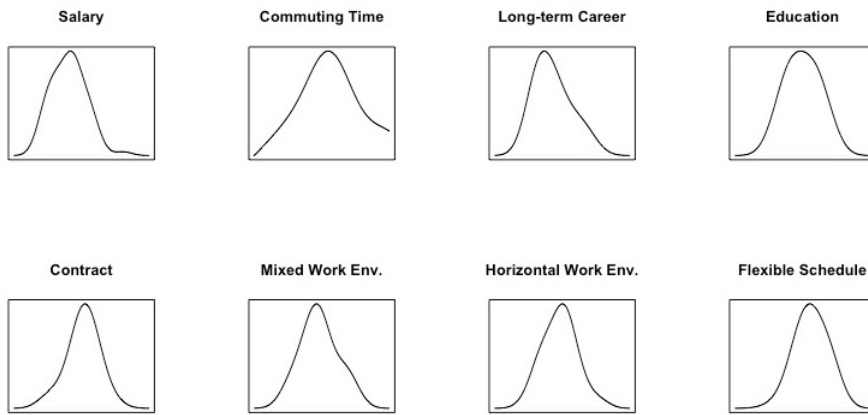 Salary
Commuting Time
Long-term Career
Education
Contract
Mixed Work Env.
Horizontal Work Env.
Flexible Schedule